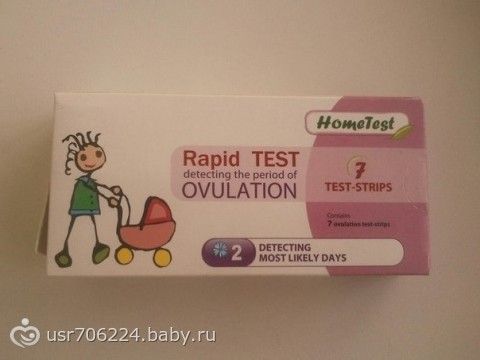 HomeTest
Rapid TEST
detecting the period of
OVULATION
7
TEST-STRIPS
Contains
7 ovulation test-strips
2
DETECTING
MOST LIKELY DAYS
usr706224.baby.ru